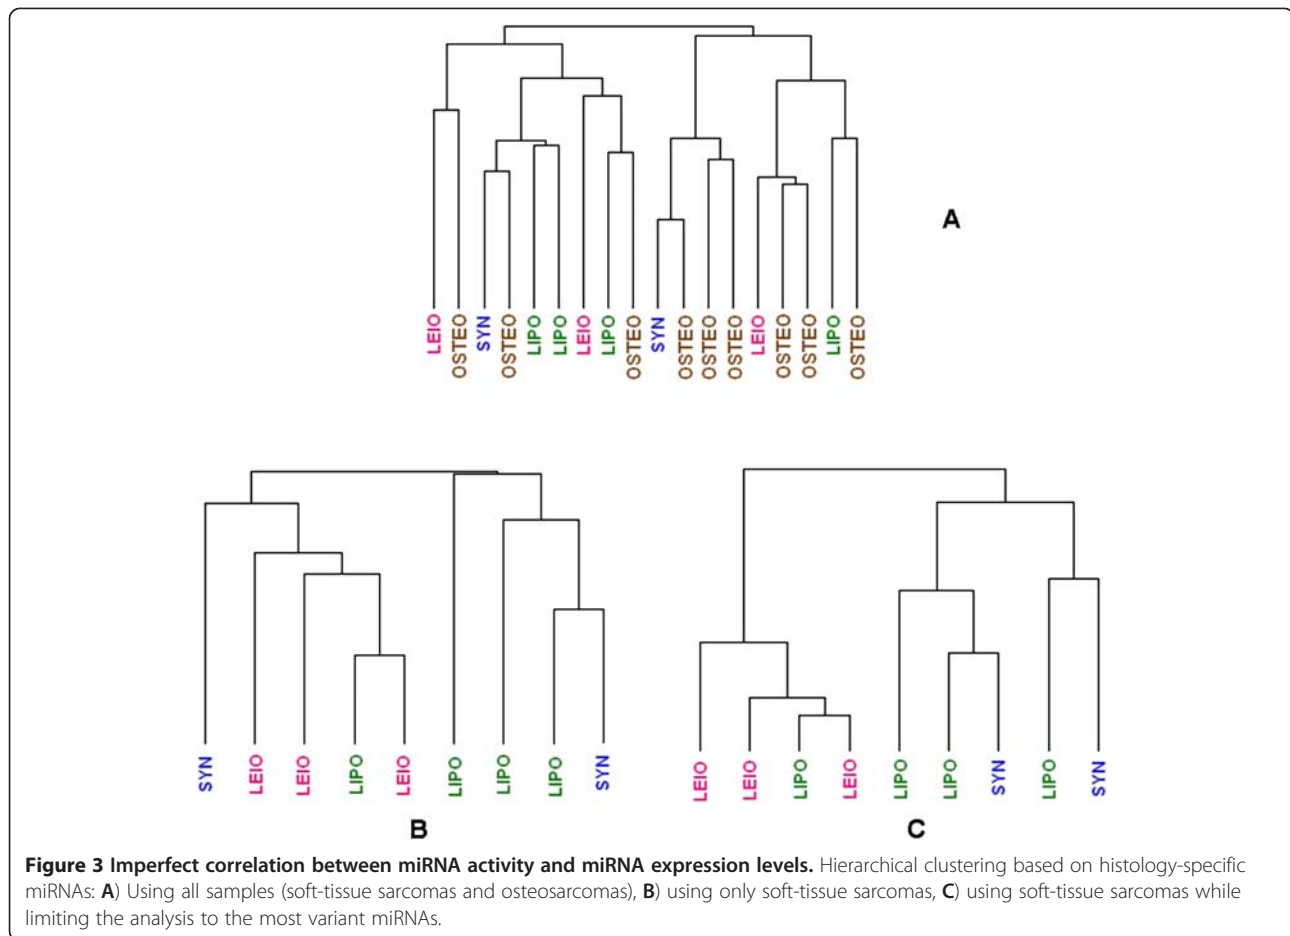 LEIO OSTEO SYN OSTEO LIPO LIPO LEIO LIPO OSTEO SYN OSTEO OSTEO OSTEO LEIO OSTEO OSTEO LIPO OSTEO
A
SYN LEIO LEIO LIPO LEIO LIPO LIPO LIPO SYN
B
LEIO LEIO LIPO LEIO LIPO LIPO SYN LIPO SYN
C
Figure 3 Imperfect correlation between miRNA activity and miRNA expression levels. Hierarchical clustering based on histology-specific
miRNAs: A) Using all samples (soft-tissue sarcomas and osteosarcomas), B) using only soft-tissue sarcomas, C) using soft-tissue sarcomas while
limiting the analysis to the most variant miRNAs.